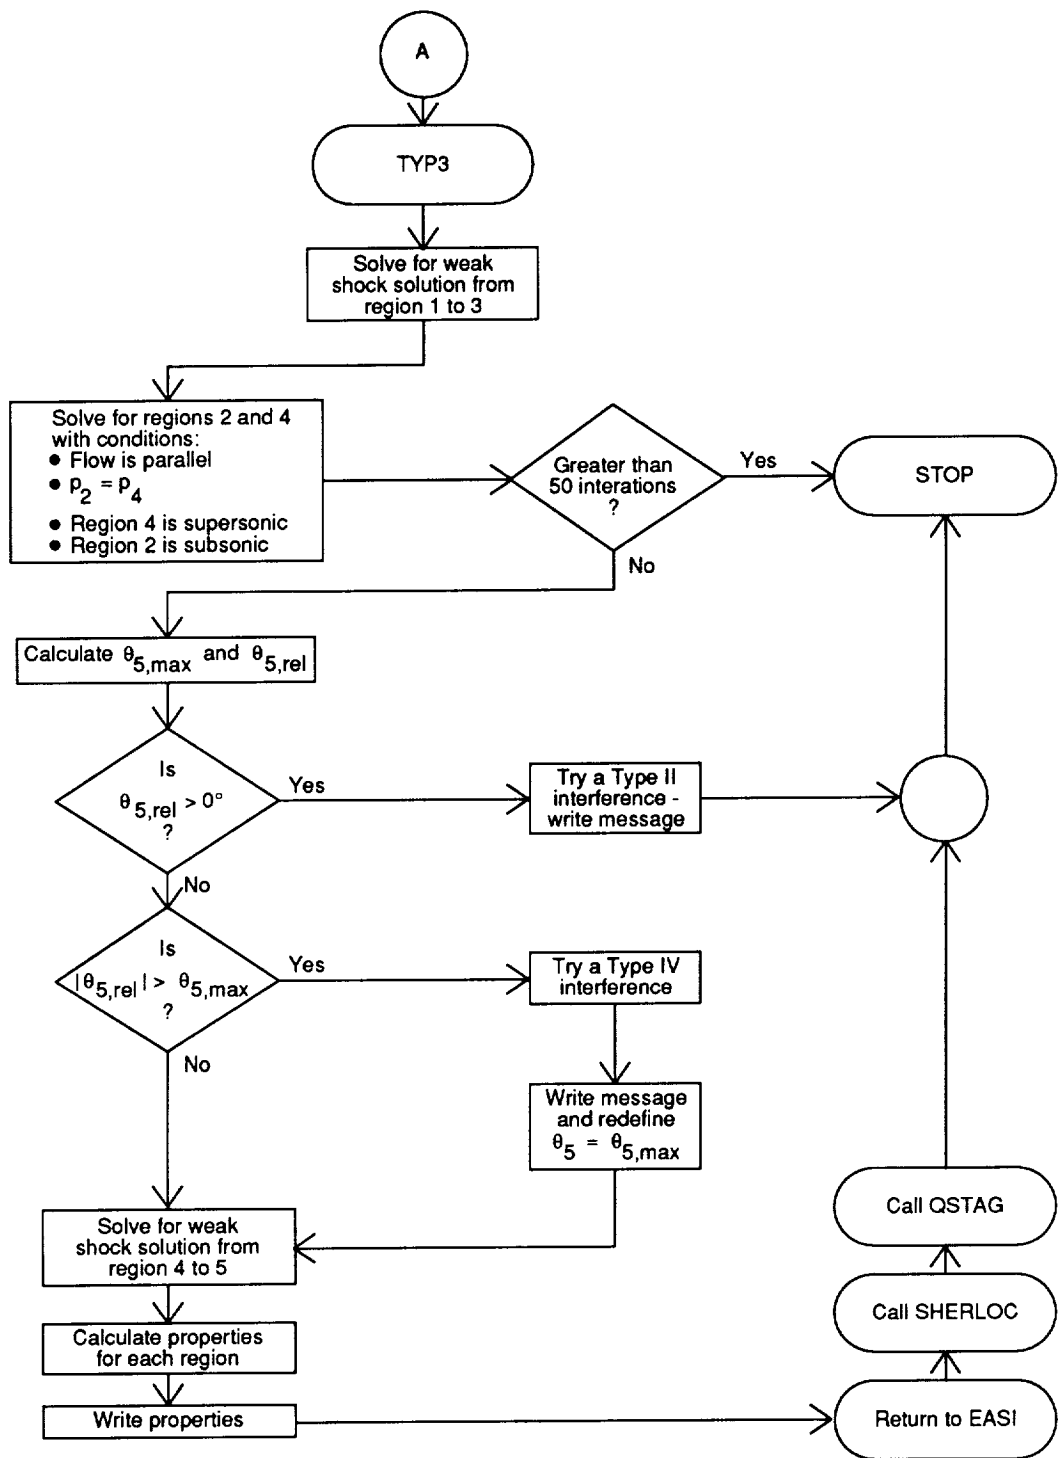 A
TYP3
Solve for weak
shock solution from
region 1 to 3
Solve for regions 2 and 4
with conditions:
● Flow is parallel
● p₂ = p₄
● Region 4 is supersonic
● Region 2 is subsonic
Greater than
50 interations
?
Yes
STOP
No
Calculate θ₅,max and θ₅,rel
Is
θ₅,rel > 0°
?
Yes
Try a Type II
interference -
write message
No
Is
|θ₅,rel| > θ₅,max
?
Yes
Try a Type IV
interference
No
Write message
and redefine
θ₅ = θ₅,max
Solve for weak
shock solution from
region 4 to 5
Calculate properties
for each region
Write properties
Call QSTAG
Call SHERLOC
Return to EASI